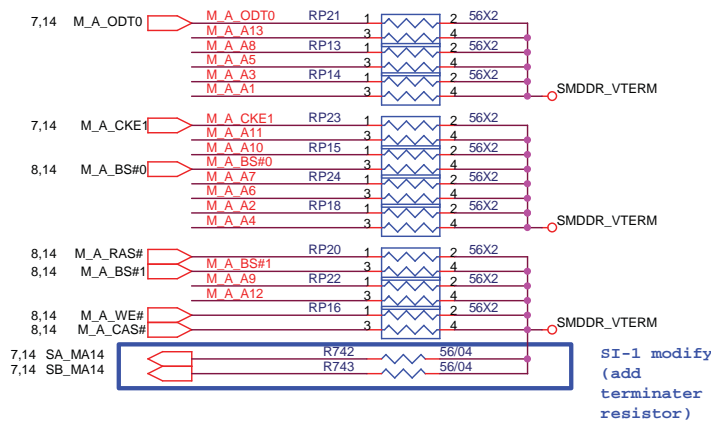 7,14 M_A_ODT0 M_A_ODT0 RP21 1 2 56X2
M_A_A13 3 4
M_A_A8 RP13 1 2 56X2
M_A_A5 3 4
M_A_A3 RP14 1 2 56X2
M_A_A1 3 4 SMDDR_VTERM
7,14 M_A_CKE1 M_A_CKE1 RP23 1 2 56X2
M_A_A11 3 4
M_A_A10 RP15 1 2 56X2
8,14 M_A_BS#0 M_A_BS#0 3 4
M_A_A7 RP24 1 2 56X2
M_A_A6 3 4
M_A_A2 RP18 1 2 56X2
M_A_A4 3 4 SMDDR_VTERM
8,14 M_A_RAS# RP20 1 2 56X2
8,14 M_A_BS#1 M_A_BS#1 3 4
M_A_A9 RP22 1 2 56X2
M_A_A12 3 4
8,14 M_A_WE# RP16 1 2 56X2
8,14 M_A_CAS# 3 4 SMDDR_VTERM
7,14 SA_MA14 R742 56/04
7,14 SB_MA14 R743 56/04
SI-1 modify
(add
terminater
resistor)